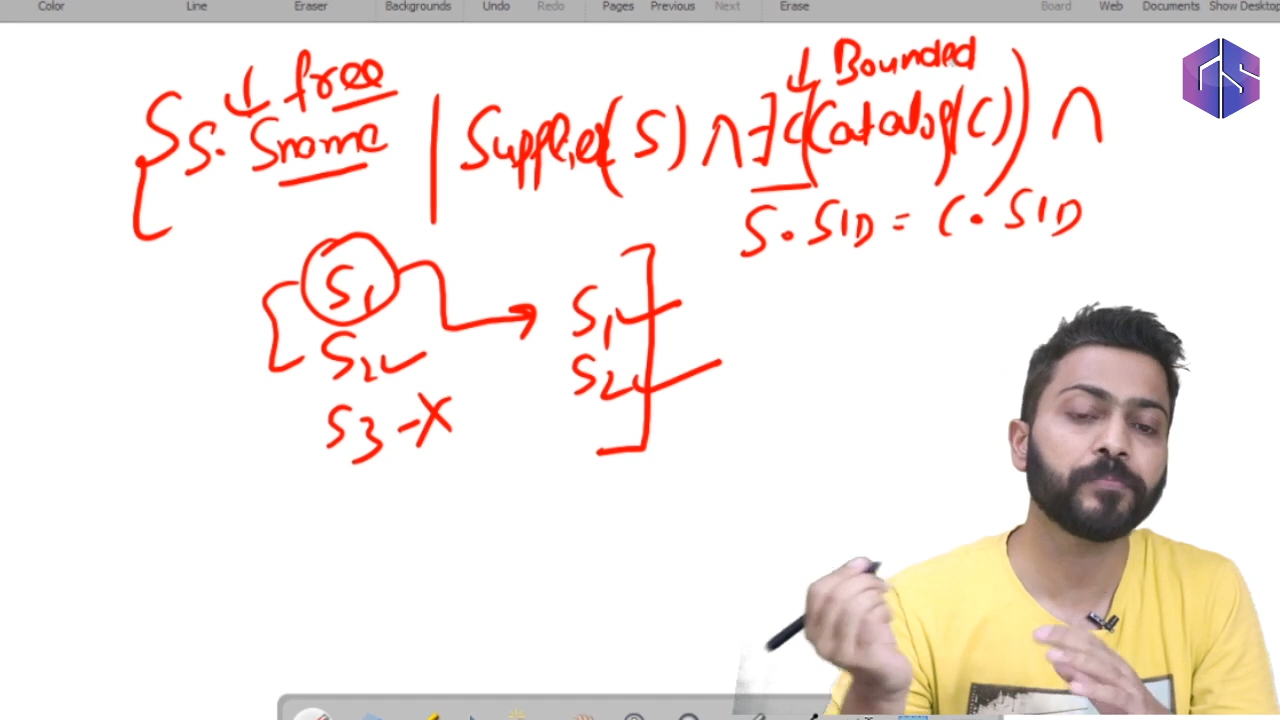 Color Line Eraser Backgrounds Undo Redo Pages Previous Next Erase Board Web Documents Show Desktop
↓ free ↓ Bounded
{S. Sname | Supplier(S) ∧ ∃c(Catalog(C)) ∧
S.SID = C.SID
S1 S1
S2 S2
S3 -X
GS